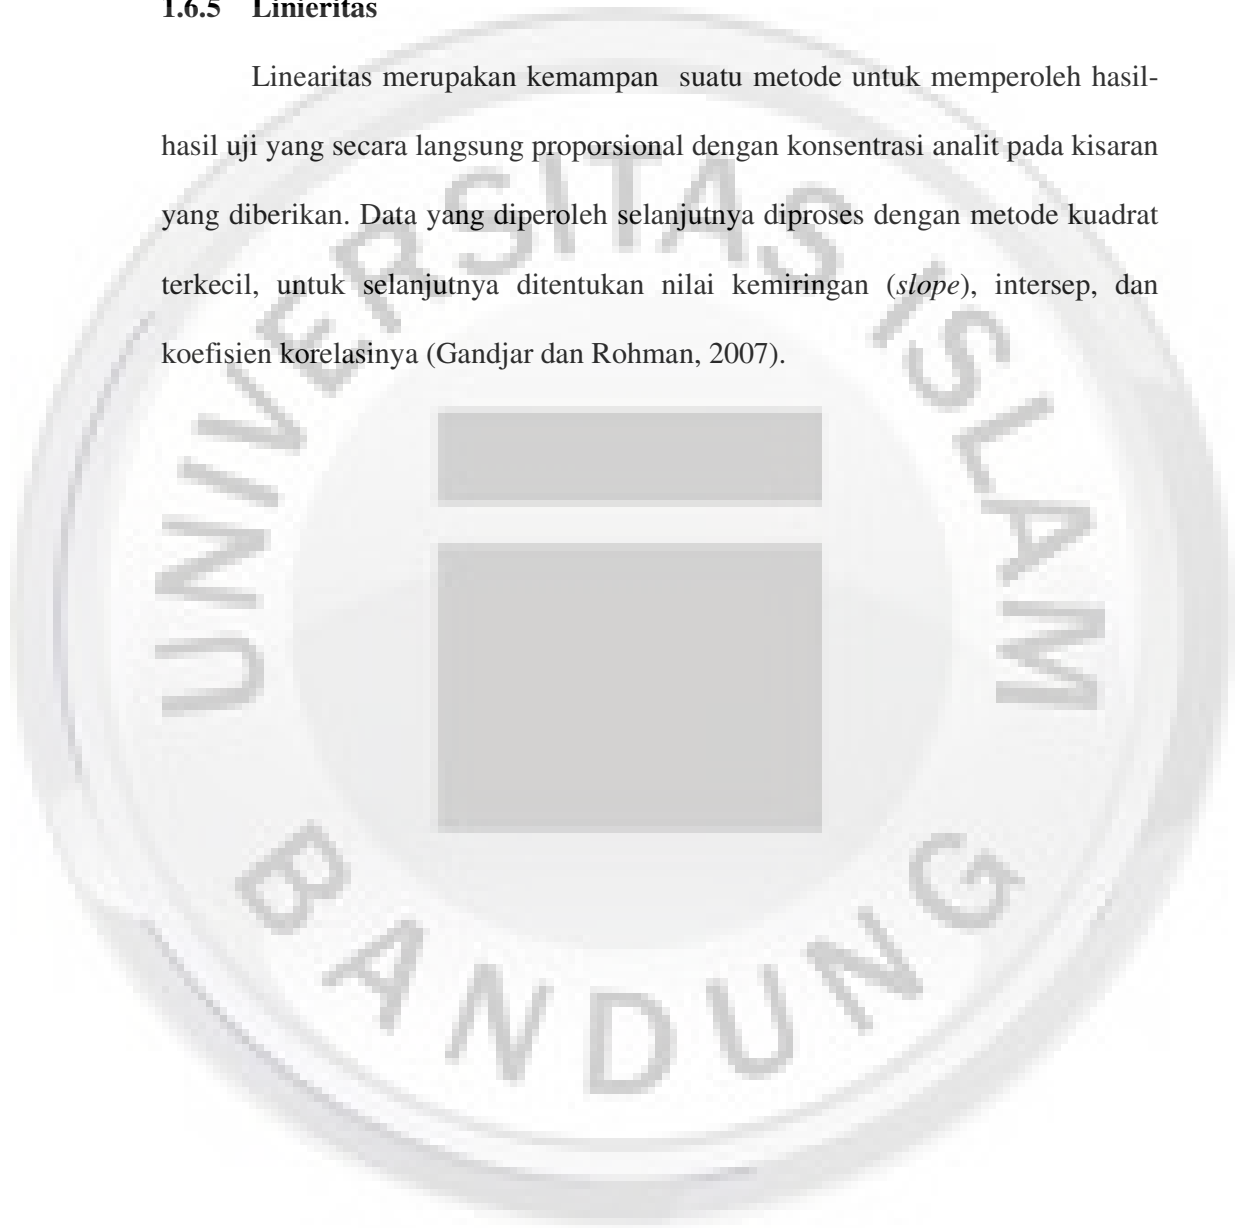 1.6.5 Linieritas
Linearitas merupakan kemampan suatu metode untuk memperoleh hasil-
hasil uji yang secara langsung proporsional dengan konsentrasi analit pada kisaran
yang diberikan. Data yang diperoleh selanjutnya diproses dengan metode kuadrat
terkecil, untuk selanjutnya ditentukan nilai kemiringan (slope), intersep, dan
koefisien korelasinya (Gandjar dan Rohman, 2007).
UNIVERSITAS ISLAM
BANDUNG